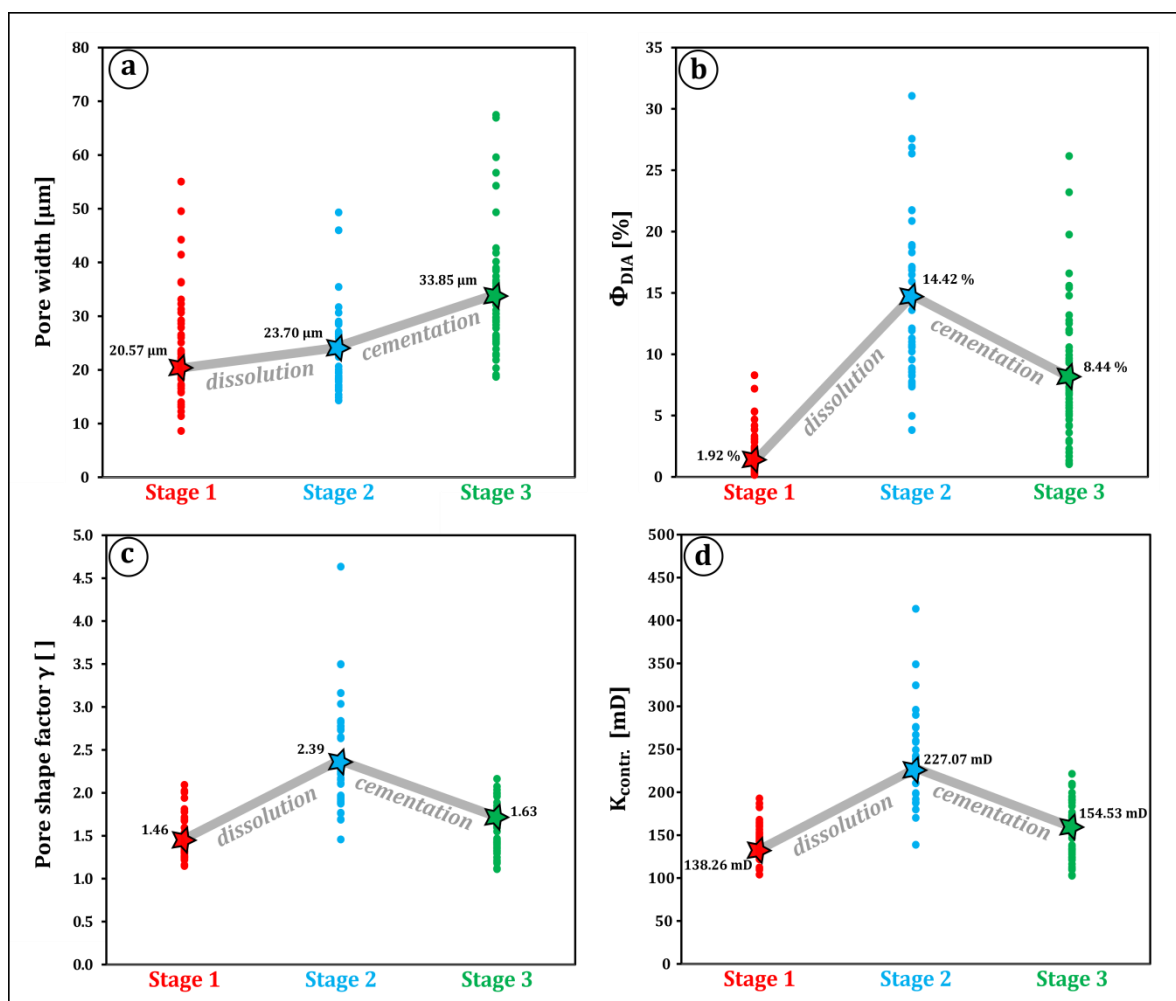 a
Pore width [µm]
80
70
60
50
40
30
20
10
0
20.57 µm
23.70 µm
33.85 µm
dissolution
cementation
Stage 1
Stage 2
Stage 3
b
Φ_DIA [%]
35
30
25
20
15
10
5
0
1.92 %
14.42 %
8.44 %
dissolution
cementation
Stage 1
Stage 2
Stage 3
c
Pore shape factor γ [ ]
5.0
4.5
4.0
3.5
3.0
2.5
2.0
1.5
1.0
0.5
0.0
1.46
2.39
1.63
dissolution
cementation
Stage 1
Stage 2
Stage 3
d
K_contr. [mD]
500
450
400
350
300
250
200
150
100
50
0
138.26 mD
227.07 mD
154.53 mD
dissolution
cementation
Stage 1
Stage 2
Stage 3